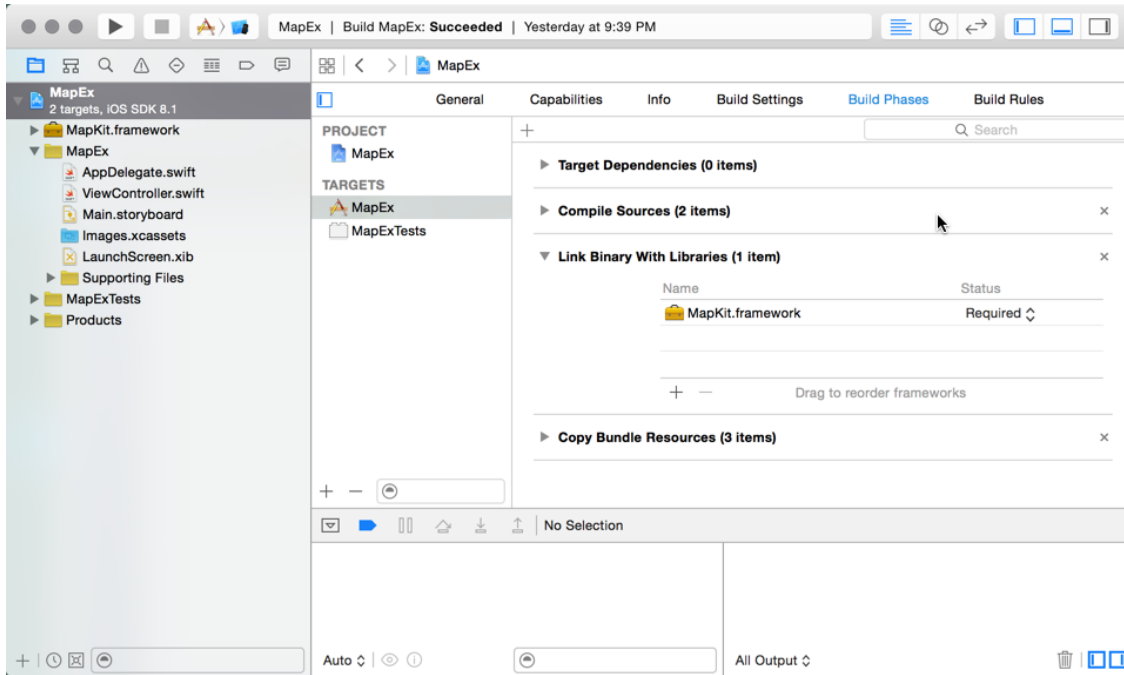 MapEx | Build MapEx: Succeeded | Yesterday at 9:39 PM
MapEx
2 targets, iOS SDK 8.1
MapKit.framework
MapEx
AppDelegate.swift
ViewController.swift
Main.storyboard
Images.xcassets
LaunchScreen.xib
Supporting Files
MapExTests
Products
MapEx
General Capabilities Info Build Settings Build Phases Build Rules
PROJECT
MapEx
TARGETS
MapEx
MapExTests
Search
Target Dependencies (0 items)
Compile Sources (2 items)
Link Binary With Libraries (1 item)
Name Status
MapKit.framework Required
Drag to reorder frameworks
Copy Bundle Resources (3 items)
No Selection
Auto
All Output